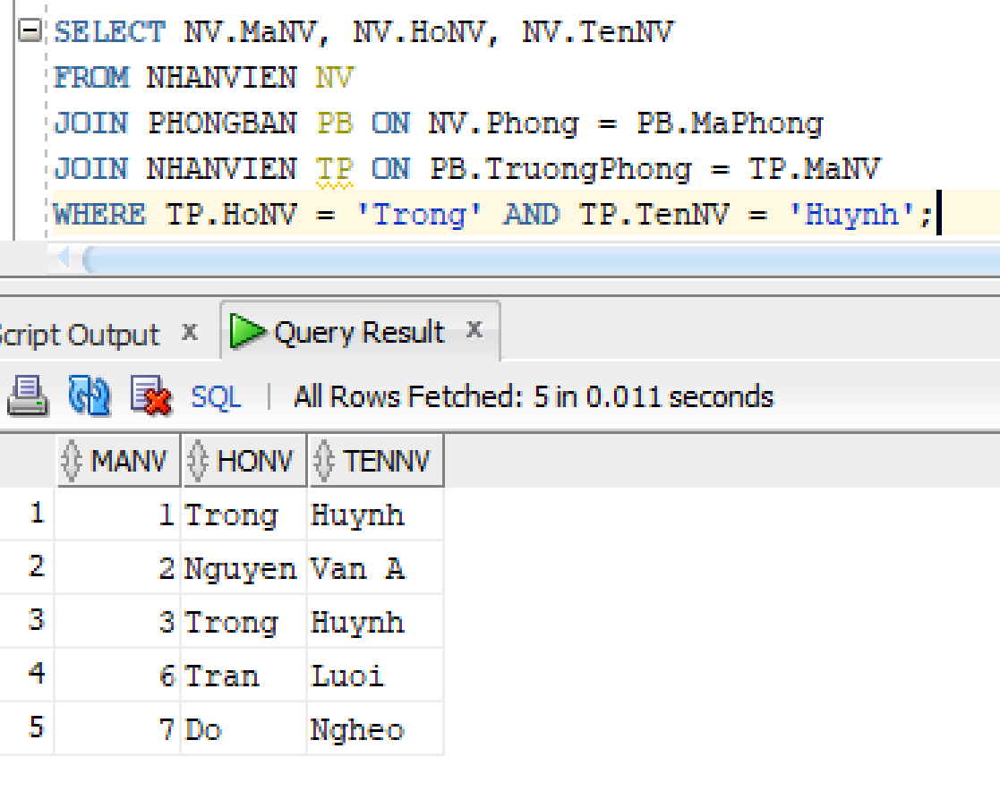 SELECT NV.MaNV, NV.HoNV, NV.TenNV
FROM NHANVIEN NV
JOIN PHONGBAN PB ON NV.Phong = PB.MaPhong
JOIN NHANVIEN TP ON PB.TruongPhong = TP.MaNV
WHERE TP.HoNV = 'Trong' AND TP.TenNV = 'Huynh';
cript Output x Query Result x
SQL | All Rows Fetched: 5 in 0.011 seconds
MANV HONV TENNV
1 1 Trong Huynh
2 2 Nguyen Van A
3 3 Trong Huynh
4 6 Tran Luoi
5 7 Do Ngheo